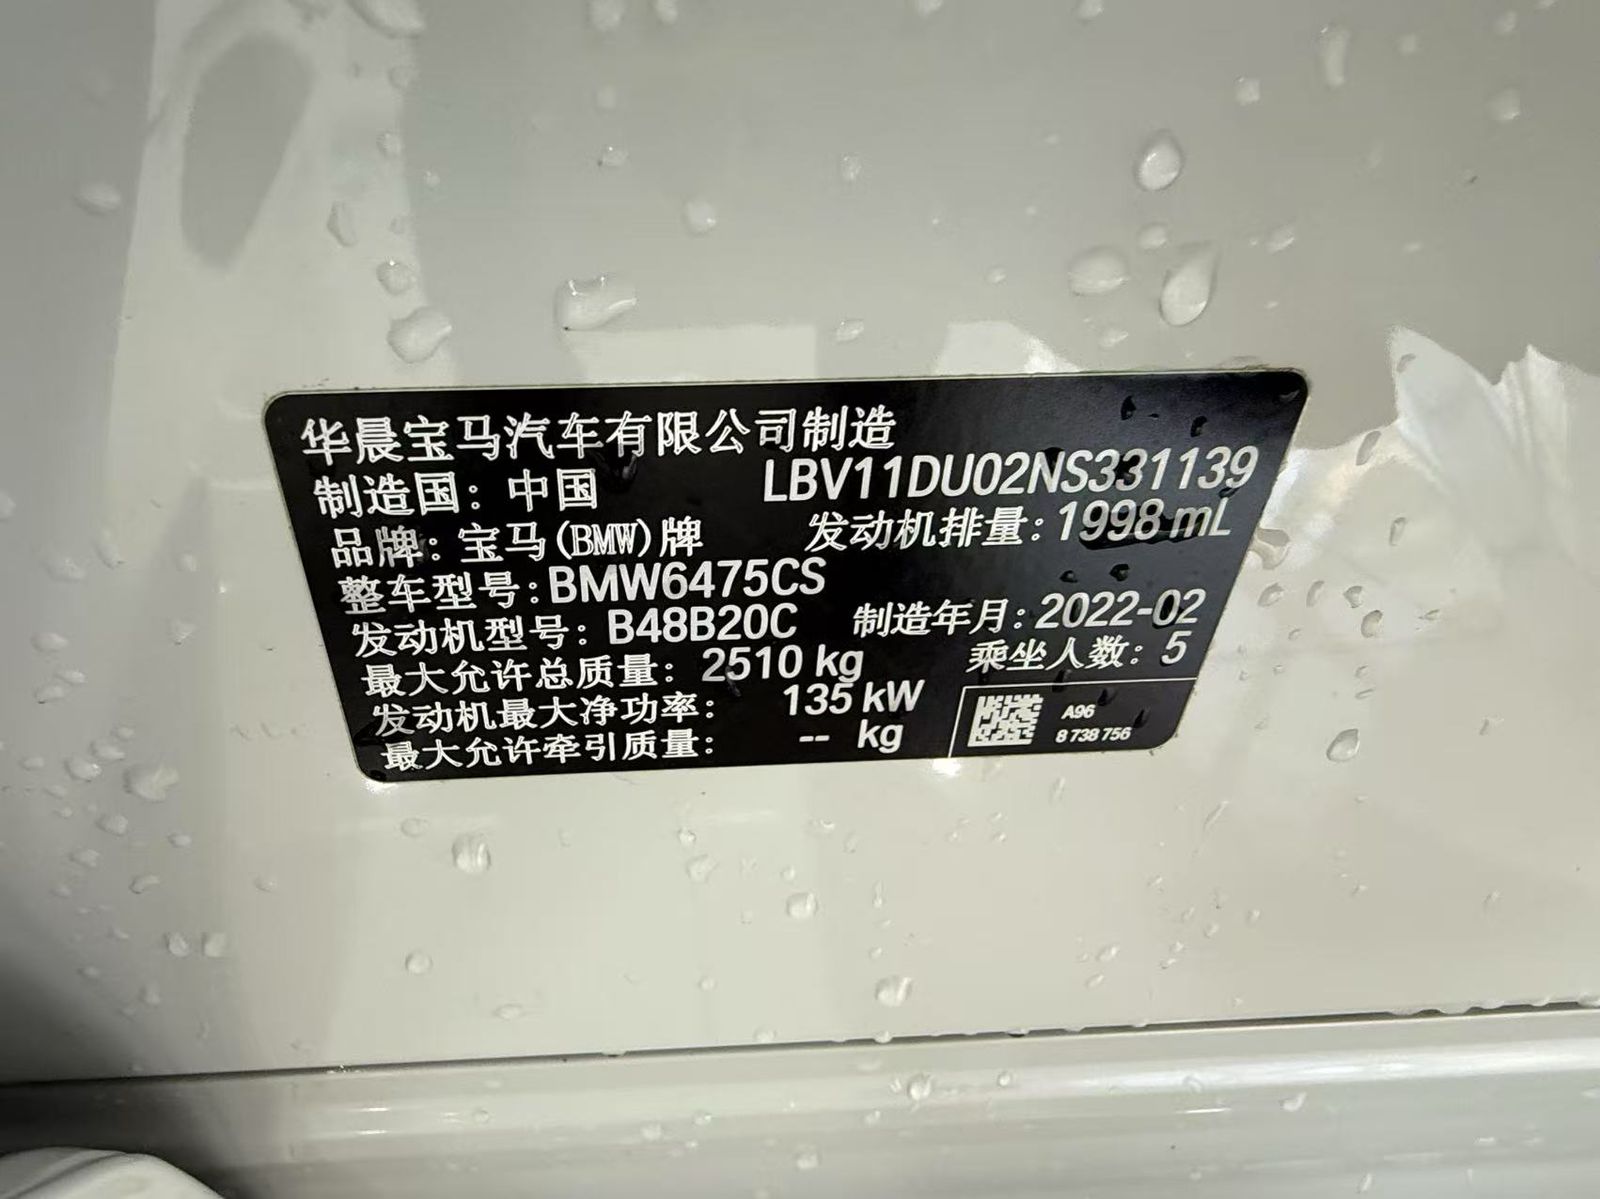 华晨宝马汽车有限公司制造
制造国：中国 LBV11DU02NS331139
品牌：宝马(BMW)牌 发动机排量：1998 mL
整车型号：BMW6475CS
发动机型号：B48B20C 制造年月：2022-02
最大允许总质量：2510 kg 乘坐人数：5
发动机最大净功率：135 kW
最大允许牵引质量：-- kg
A96
8 738 756